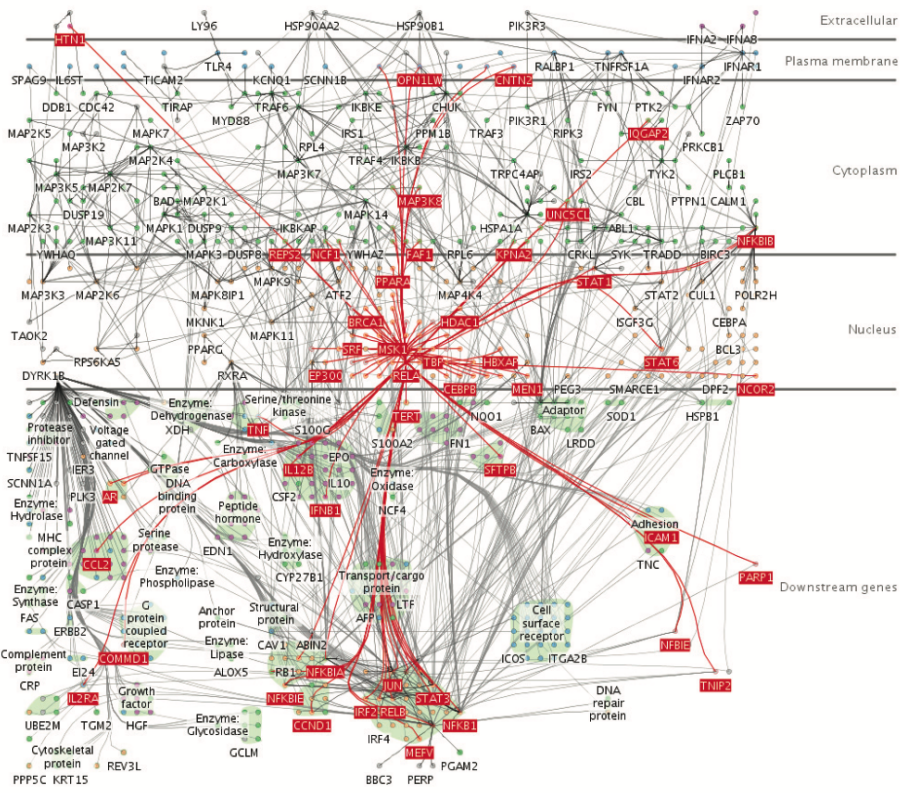 LY96
HSP90AA2
HSP90B1
PIK3R3
Extracellular
HTN1
IFNA2
IFNA8
TLR4
RALBP1
TNFRSF1A
IFNAR1
Plasma membrane
SPAG9
IL6ST
TICAM2
KCNQ1
SCNN1B
OPN1LW
CNTN2
IFNAR2
DDB1
CDC42
TIRAP
TRAF6
IKBKE
CHUK
FYN
PTK2
MYD88
PIK3R1
ZAP70
MAP2K5
MAPK7
IRS1
PPM1B
TRAF3
RIPK3
IQGAP2
MAP3K2
RPL4
PRKCB1
MAP2K4
TRAF4
IKBKB
MAP3K7
TRPC4AP
IRS2
TYK2
PLCB1
Cytoplasm
MAP3K5
MAP2K7
BAD
MAP2K1
MAP3K8
CBL
PTPN1
CALM1
DUSP19
MAPK14
UNC5CL
MAP2K3
MAPK1
DUSP9
IKBKAP
HSPA1A
ABL1
MAP3K11
NFKBIB
YWHAQ
MAPK3
DUSP8
REPS2
NCF1
YWHAZ
FAF1
RPL6
KPNA2
CRKL
SYK
TRADD
BIRC3
MAPK9
PPARA
STAT1
MAP3K3
MAP2K6
MAPK8IP1
ATF2
MAP4K4
STAT2
CUL1
POLR2H
MKNK1
BRCA1
HDAC1
ISGF3G
CEBPA
TAOK2
MAPK11
Nucleus
PPARG
SRF
MSK1
BCL3
RPS6KA5
TBP
HBXAP
STAT6
DYRK1B
RXRA
EP300
RELA
CEBPB
MEN1
PEG3
SMARCE1
DPF2
NCOR2
Defensin
Enzyme:
Dehydrogenase
Serine/threonine
kinase
TERT
NQO1
Adaptor
SOD1
HSPB1
Protease
inhibitor
Voltage
gated
channel
XDH
TNF
S100G
S100A2
IFN1
BAX
LRDD
TNFSF15
IER3
GTPase
Enzyme:
Carboxylase
EPO
Enzyme:
Oxidase
SCNN1A
DNA
binding
protein
IL12B
IL10
SFTPB
PLK3
AR
CSF2
IFNB1
NCF4
Enzyme:
Hydrolase
Peptide
hormone
Adhesion
ICAM1
MHC
complex
protein
Serine
protease
EDN1
Enzyme:
Hydroxylase
TNC
CCL2
Enzyme:
Phospholipase
CYP27B1
Transport/cargo
protein
PARP1
Downstream genes
Enzyme:
Synthase
CASP1
G
protein
coupled
receptor
Anchor
protein
Structural
protein
AFP
LTF
Cell
surface
receptor
FAS
ERBB2
Enzyme:
Lipase
CAV1
ABIN2
NFBIE
Complement
protein
COMMD1
ICOS
ITGA2B
EI24
ALOX5
RB1
NFKBIA
CRP
JUN
TNIP2
IL2RA
Growth
factor
NFKBIE
STAT3
DNA
repair
protein
UBE2M
TGM2
HGF
Enzyme:
Glycosidase
CCND1
IRF2
RELB
NFKB1
IRF4
Cytoskeletal
protein
GCLM
MEFV
PPP5C
KRT15
REV3L
BBC3
PERP
PGAM2